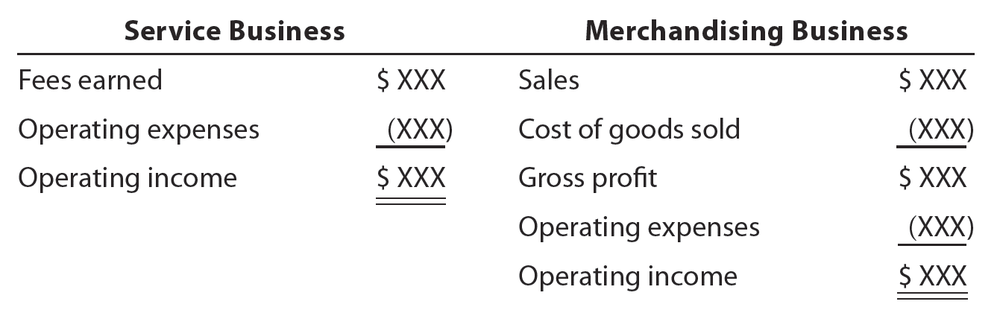 Service Business Merchandising Business
Fees earned $ XXX Sales $ XXX
Operating expenses (XXX) Cost of goods sold (XXX)
Operating income $ XXX Gross profit $ XXX
Operating expenses (XXX)
Operating income $ XXX